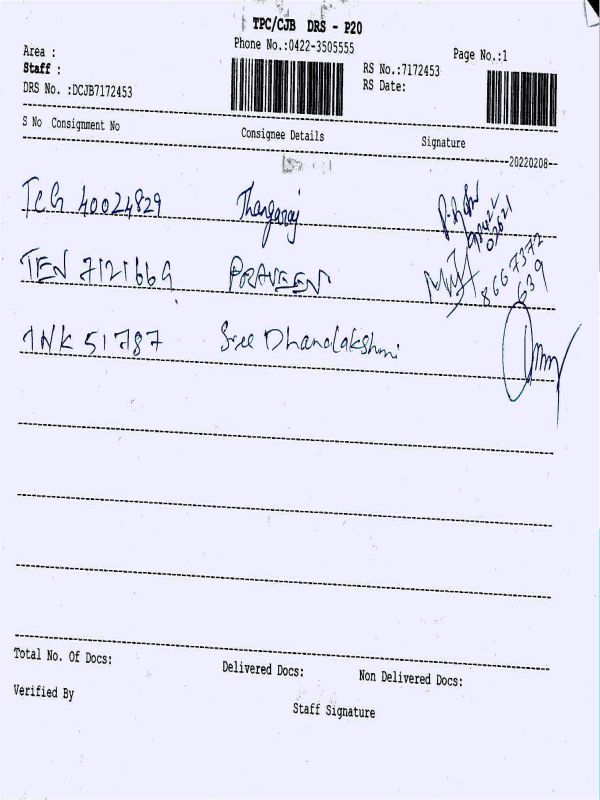 TPC/CJB DRS - P20
Phone No.:0422-3505555
Page No.:1
Area :
Staff :
RS No.:7172453
DRS No. :DCJB7172453
RS Date:
S No Consignment No Consignee Details Signature
20220208
TCG 40024829 Thangaraj
TEN 7121669 PRAVEEN 8667372
639
INK 51787 Sree Dhanalakshmi
Total No. Of Docs: Delivered Docs: Non Delivered Docs:
Verified By
Staff Signature